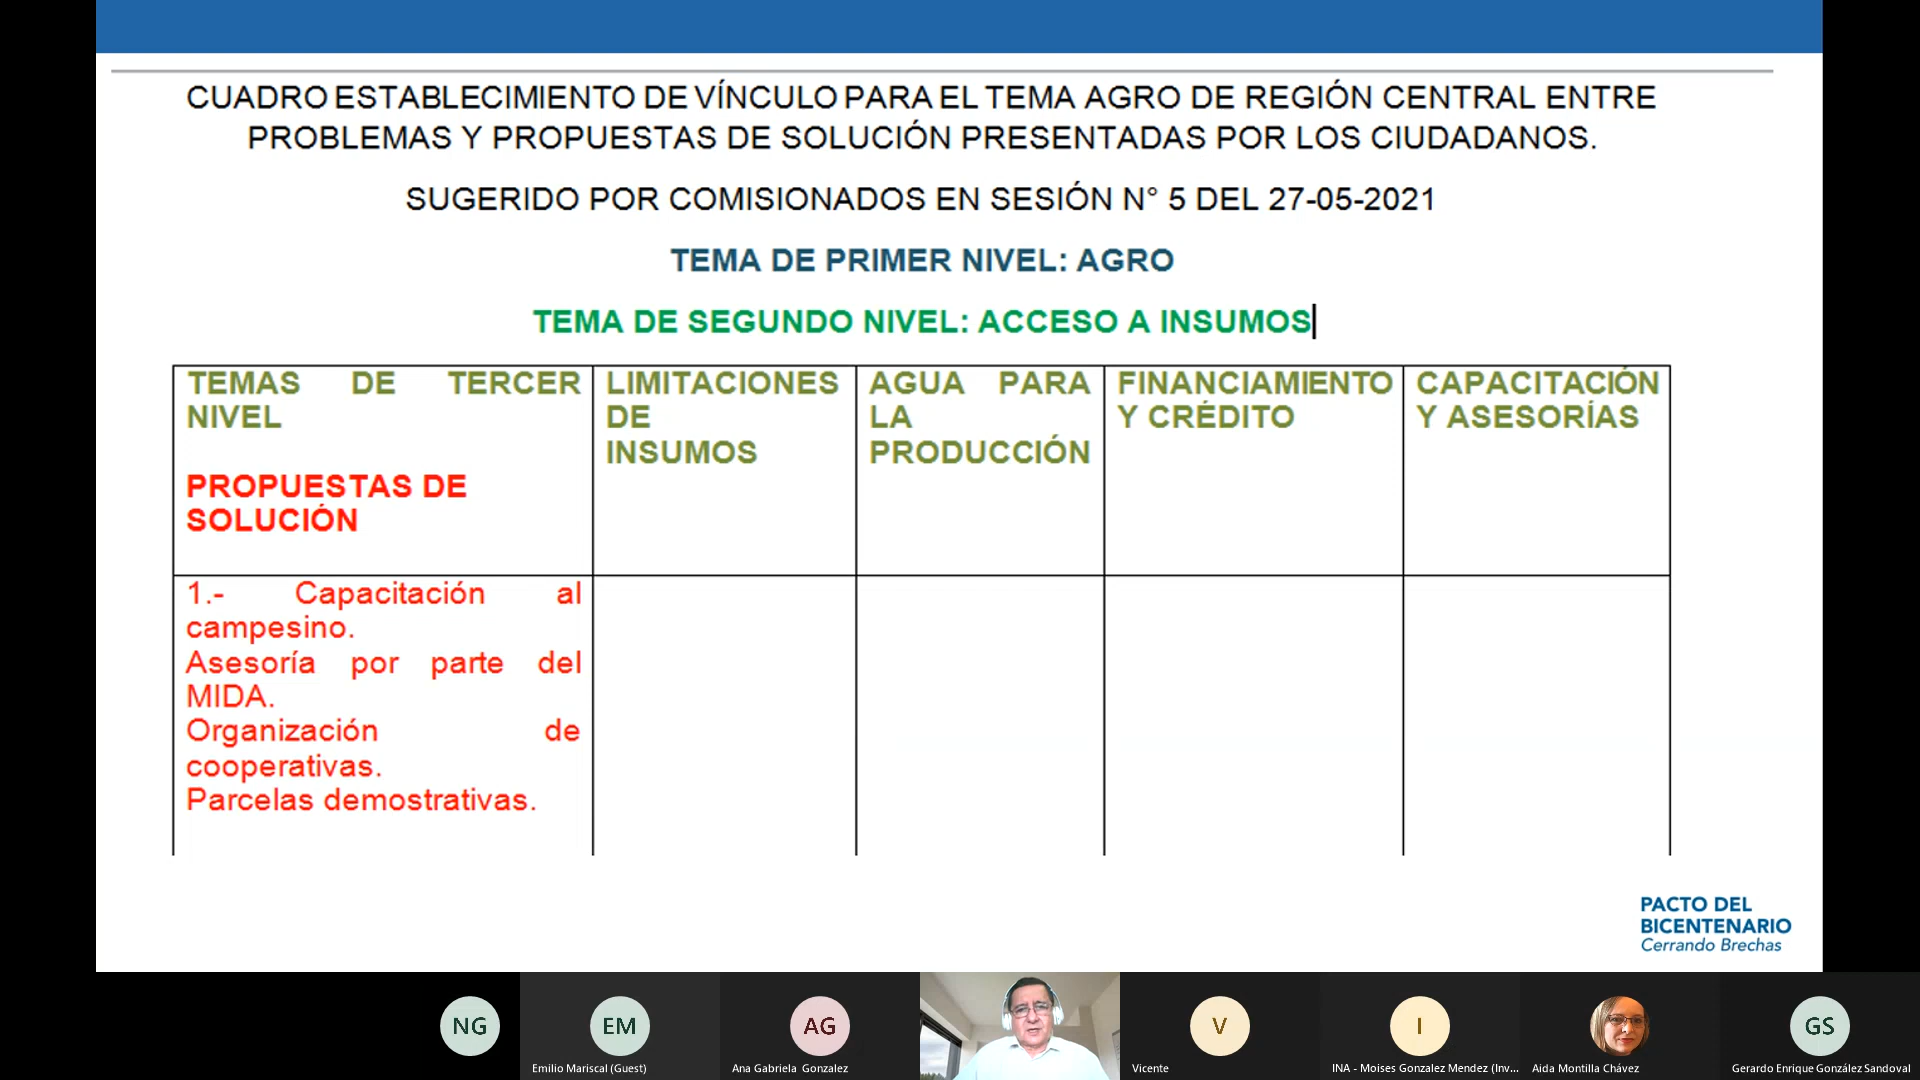 CUADRO ESTABLECIMIENTO DE VÍNCULO PARA EL TEMA AGRO DE REGIÓN CENTRAL ENTRE
PROBLEMAS Y PROPUESTAS DE SOLUCIÓN PRESENTADAS POR LOS CIUDADANOS.
SUGERIDO POR COMISIONADOS EN SESIÓN N° 5 DEL 27-05-2021
TEMA DE PRIMER NIVEL: AGRO
TEMA DE SEGUNDO NIVEL: ACCESO A INSUMOS
TEMAS DE TERCER
NIVEL
PROPUESTAS DE
SOLUCIÓN
LIMITACIONES
DE
INSUMOS
AGUA PARA
LA
PRODUCCIÓN
FINANCIAMIENTO
Y CRÉDITO
CAPACITACIÓN
Y ASESORÍAS
1.- Capacitación al
campesino.
Asesoría por parte del
MIDA.
Organización de
cooperativas.
Parcelas demostrativas.
PACTO DEL
BICENTENARIO
Cerrando Brechas
NG
EM
Emilio Mariscal (Guest)
AG
Ana Gabriela Gonzalez
V
Vicente
I
INA - Moises Gonzalez Mendez (Inv...
Aida Montilla Chávez
GS
Gerardo Enrique González Sandoval